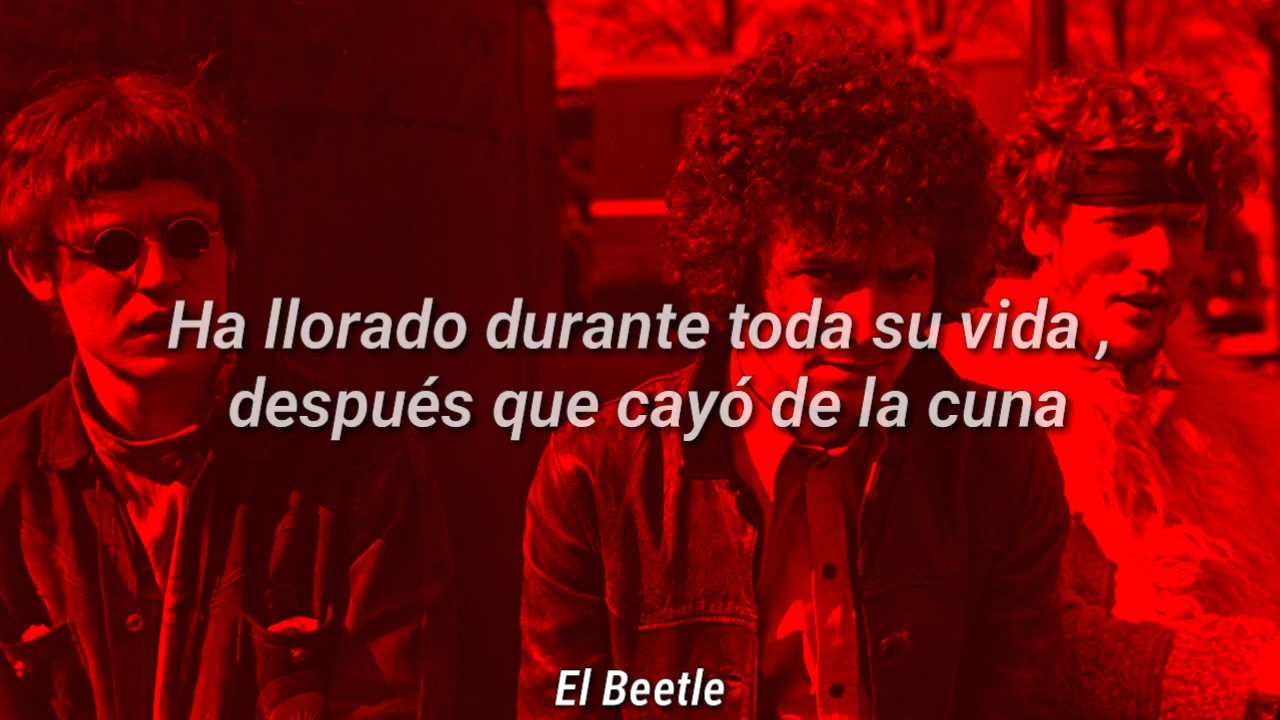 Ha llorado durante toda su vida ,
después que cayó de la cuna
El Beetle